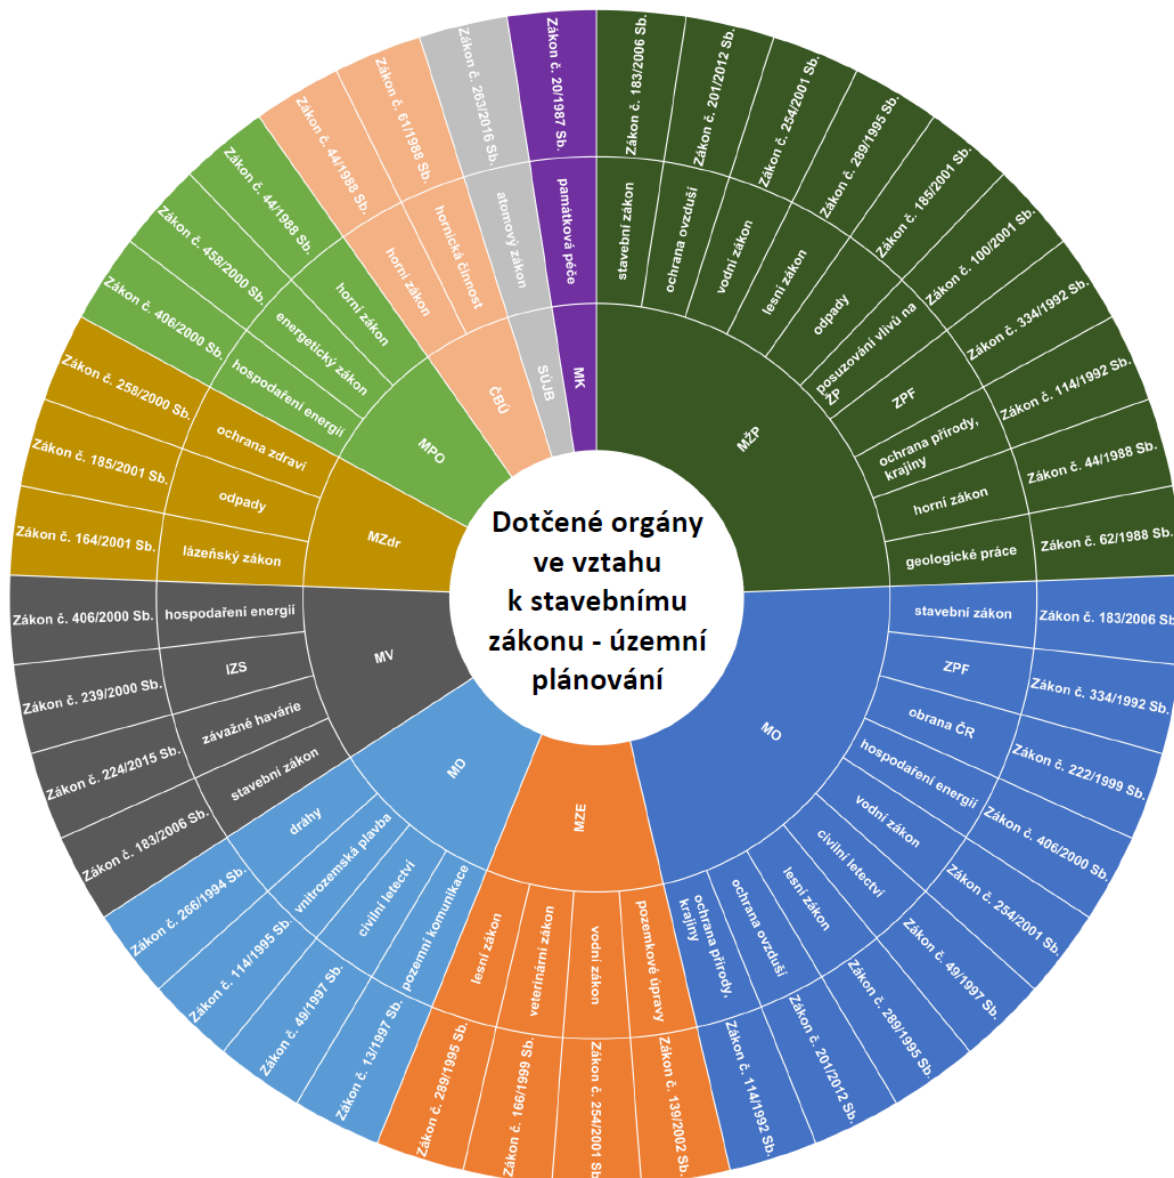 Dotčené orgány
ve vztahu
k stavebnímu
zákonu - územní
plánování
MŽP
stavební zákon
Zákon č. 183/2006 Sb.
ochrana ovzduší
Zákon č. 201/2012 Sb.
vodní zákon
Zákon č. 254/2001 Sb.
lesní zákon
Zákon č. 289/1995 Sb.
odpady
Zákon č. 185/2001 Sb.
posuzování vlivů na
ŽP
Zákon č. 100/2001 Sb.
ZPF
Zákon č. 334/1992 Sb.
ochrana přírody,
krajiny
Zákon č. 114/1992 Sb.
horní zákon
Zákon č. 44/1988 Sb.
geologické práce
Zákon č. 62/1988 Sb.
MO
stavební zákon
Zákon č. 183/2006 Sb.
ZPF
Zákon č. 334/1992 Sb.
obrana ČR
Zákon č. 222/1999 Sb.
hospodaření energií
Zákon č. 406/2000 Sb.
vodní zákon
Zákon č. 254/2001 Sb.
civilní letectví
Zákon č. 49/1997 Sb.
lesní zákon
Zákon č. 289/1995 Sb.
ochrana ovzduší
Zákon č. 201/2012 Sb.
ochrana přírody,
krajiny
Zákon č. 114/1992 Sb.
MZE
pozemkové úpravy
Zákon č. 139/2002 Sb.
vodní zákon
Zákon č. 254/2001 Sb.
veterinární zákon
Zákon č. 166/1999 Sb.
lesní zákon
Zákon č. 289/1995 Sb.
MD
pozemní komunikace
Zákon č. 13/1997 Sb.
civilní letectví
Zákon č. 49/1997 Sb.
vnitrozemská plavba
Zákon č. 114/1995 Sb.
dráhy
Zákon č. 266/1994 Sb.
MV
stavební zákon
Zákon č. 183/2006 Sb.
závažné havárie
Zákon č. 224/2015 Sb.
IZS
Zákon č. 239/2000 Sb.
hospodaření energií
Zákon č. 406/2000 Sb.
MZdr
lázeňský zákon
Zákon č. 164/2001 Sb.
odpady
Zákon č. 185/2001 Sb.
ochrana zdraví
Zákon č. 258/2000 Sb.
MPO
hospodaření energií
Zákon č. 406/2000 Sb.
energetický zákon
Zákon č. 458/2000 Sb.
horní zákon
Zákon č. 44/1988 Sb.
ČBÚ
horní zákon
Zákon č. 44/1988 Sb.
hornická činnost
Zákon č. 61/1988 Sb.
SÚJB
atomový zákon
Zákon č. 263/2016 Sb.
MK
památková péče
Zákon č. 20/1987 Sb.